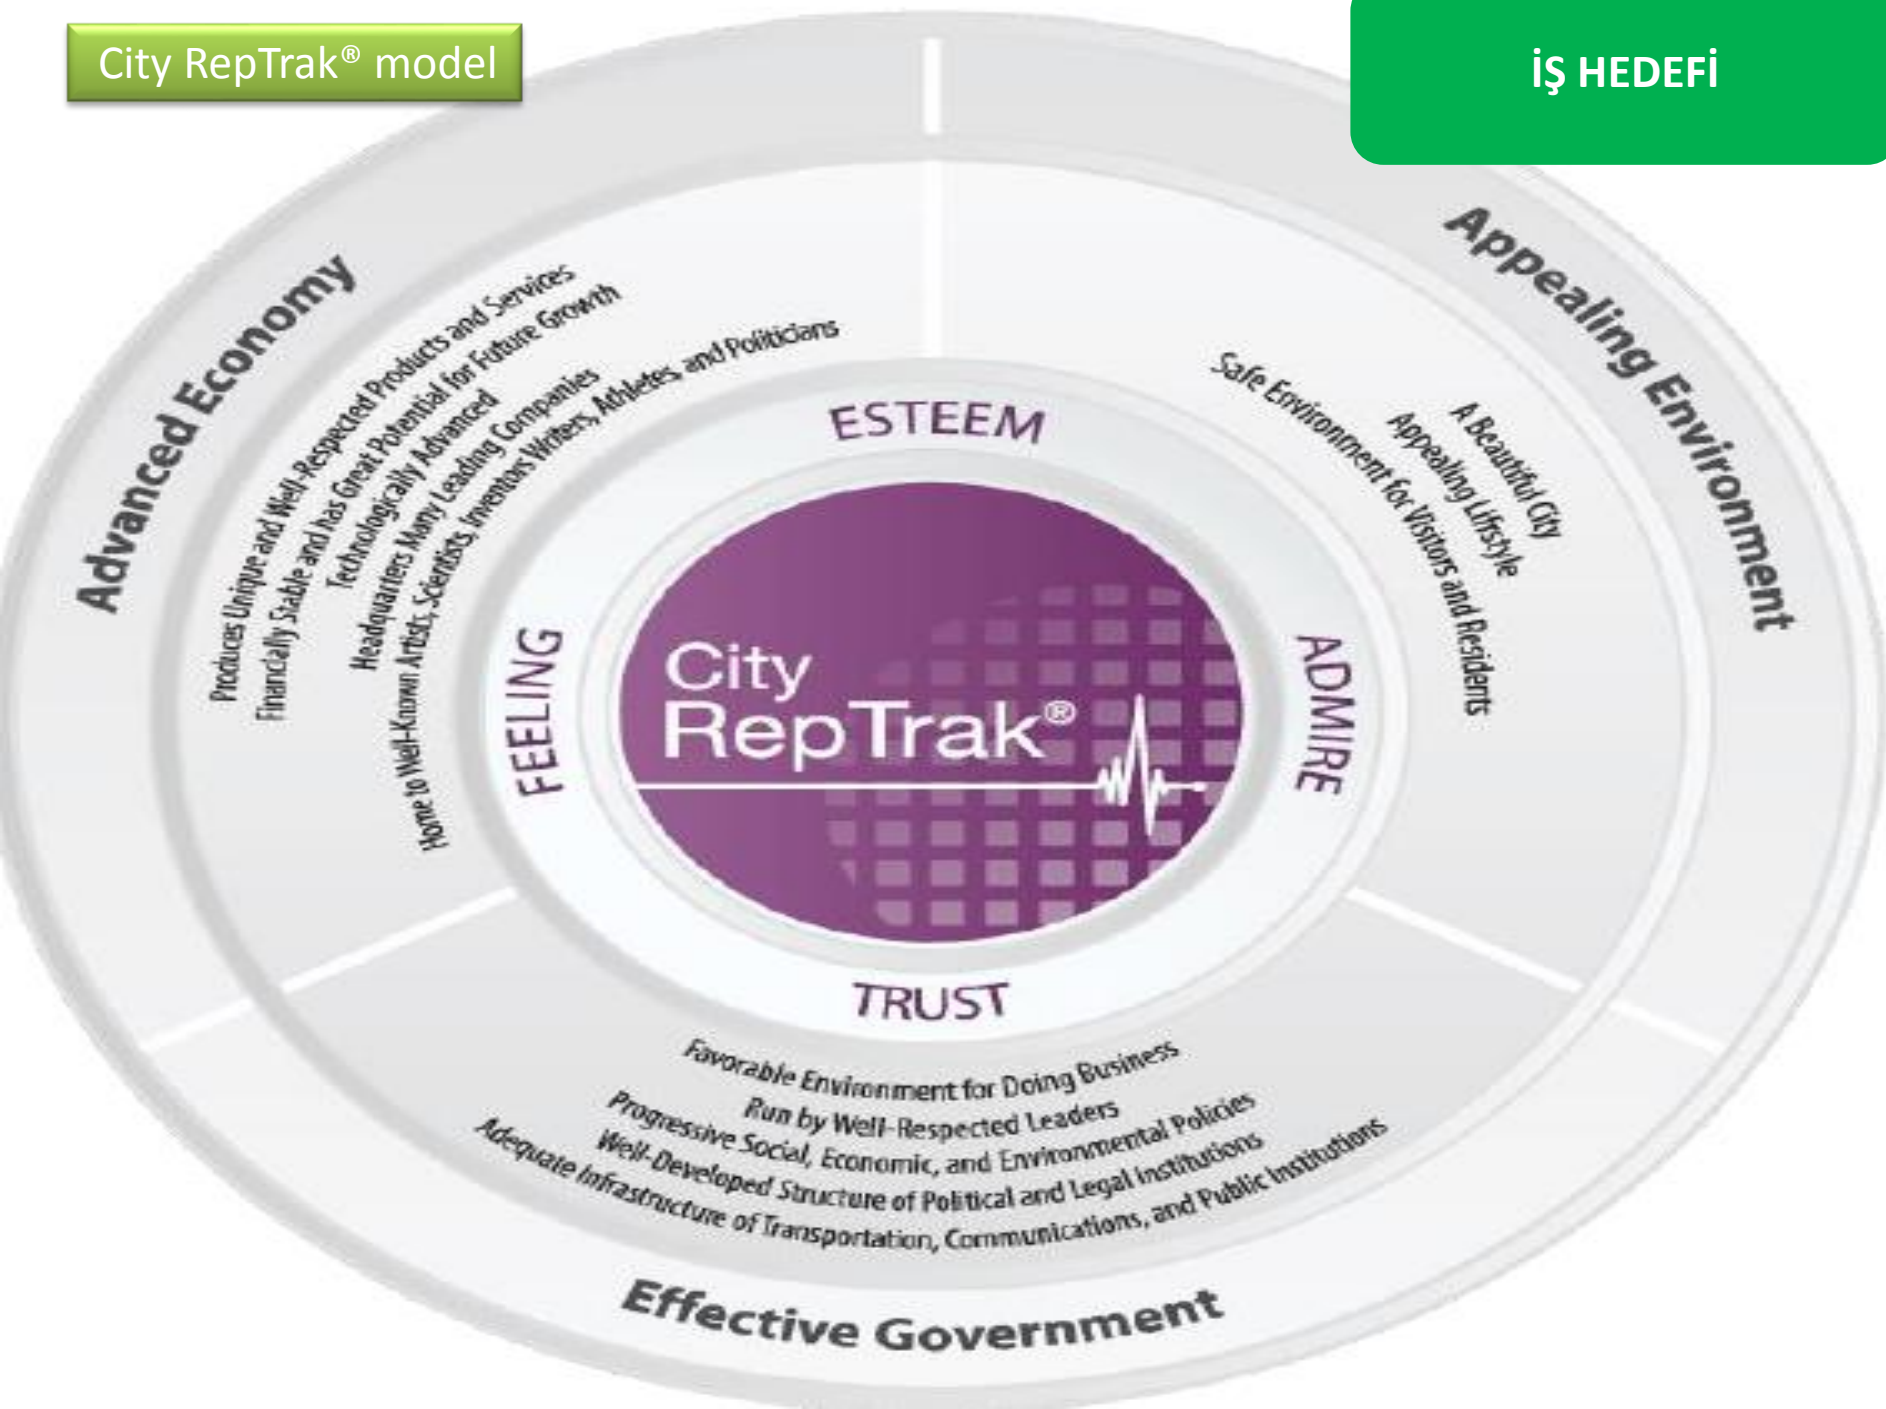 City RepTrak® model
İŞ HEDEFİ
Advanced Economy
Produces Unique and Well-Respected Products and Services
Financially Stable and has Great Potential for Future Growth
Technologically Advanced
Headquarters Many Leading Companies
Home to Well-Known Artists, Scientists, Inventors Writers, Athletes, and Politicians
Appealing Environment
A Beautiful City
Appealing Lifstyle
Safe Environment for Visitors and Residents
ESTEEM
FEELING
ADMIRE
TRUST
City
RepTrak®
Favorable Environment for Doing Business
Run by Well-Respected Leaders
Progressive Social, Economic, and Environmental Policies
Well-Developed Structure of Political and Legal Institutions
Adequate Infrastructure of Transportation, Communications, and Public Institutions
Effective Government